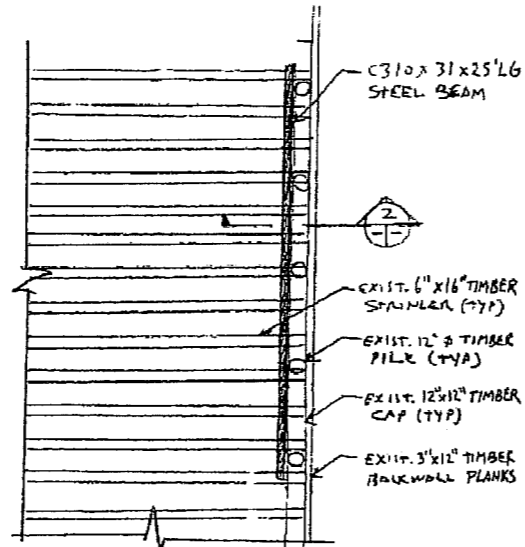 C310 x 31 x 25' LG
STEEL BEAM
2
EXIST. 6" x 16" TIMBER
STRINGER (TYP)
EXIST. 12" φ TIMBER
PILE (TYP)
EXIST. 12"x12" TIMBER
CAP (TYP)
EXIST. 3"x12" TIMBER
BACKWALL PLANKS